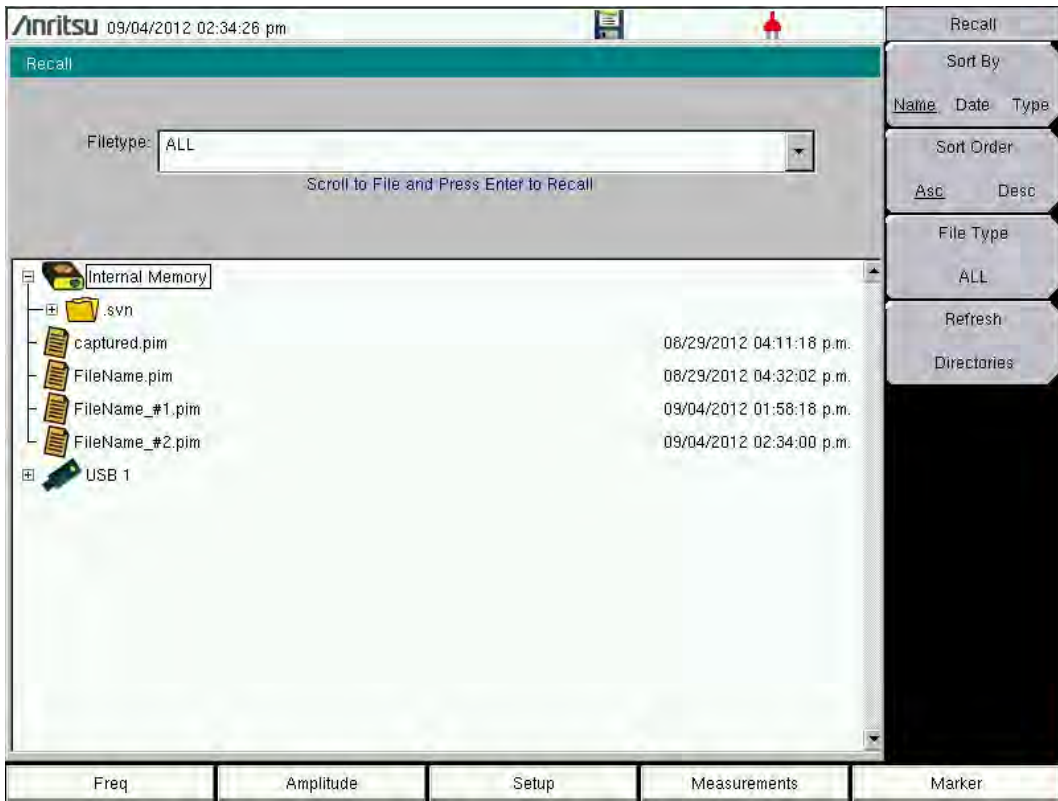 /Inritsu 09/04/2012 02:34:26 pm
Recall
Filetype: ALL
Scroll to File and Press Enter to Recall
Internal Memory
.svn
captured.pim 08/29/2012 04:11:18 p.m.
FileName.pim 08/29/2012 04:32:02 p.m.
FileName_#1.pim 09/04/2012 01:58:18 p.m.
FileName_#2.pim 09/04/2012 02:34:00 p.m.
USB 1
Recall
Sort By
Name Date Type
Sort Order
Asc Desc
File Type
ALL
Refresh
Directories
Freq Amplitude Setup Measurements Marker